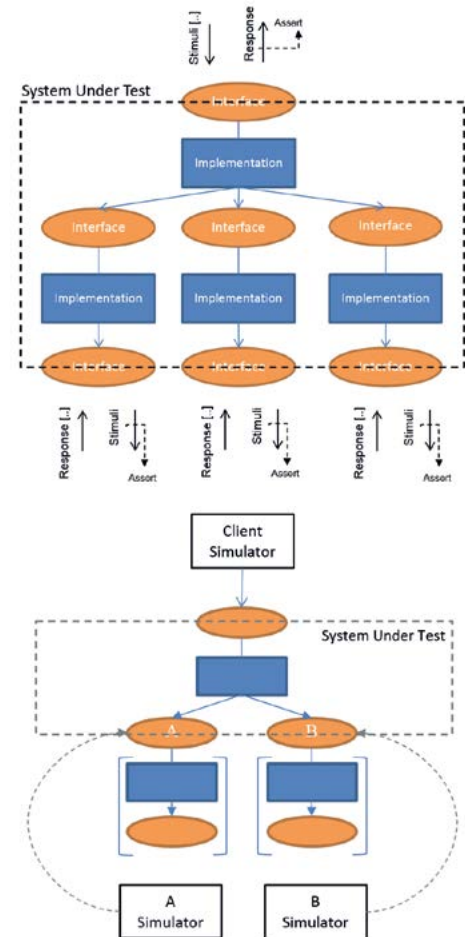 Stimuli [..]
Response
Assert
System Under Test
Interface
Implementation
Interface
Interface
Interface
Implementation
Implementation
Implementation
Interface
Interface
Interface
Response [..]
Stimuli
Assert
Response [..]
Stimuli
Assert
Response [..]
Stimuli
Assert
Client
Simulator
System Under Test
A
B
A
Simulator
B
Simulator